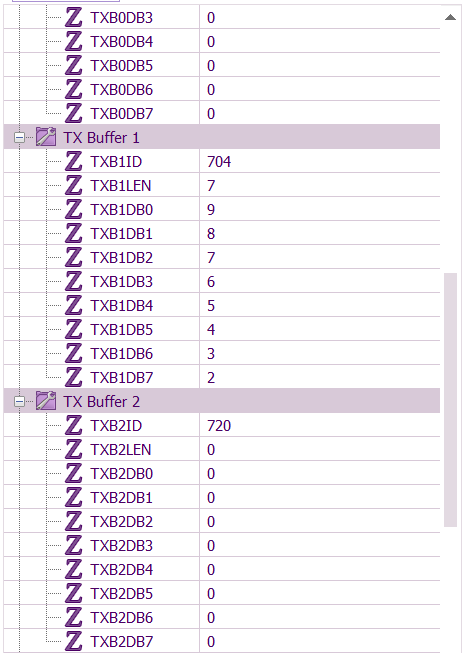 TXB0DB3 0
TXB0DB4 0
TXB0DB5 0
TXB0DB6 0
TXB0DB7 0
TX Buffer 1
TXB1ID 704
TXB1LEN 7
TXB1DB0 9
TXB1DB1 8
TXB1DB2 7
TXB1DB3 6
TXB1DB4 5
TXB1DB5 4
TXB1DB6 3
TXB1DB7 2
TX Buffer 2
TXB2ID 720
TXB2LEN 0
TXB2DB0 0
TXB2DB1 0
TXB2DB2 0
TXB2DB3 0
TXB2DB4 0
TXB2DB5 0
TXB2DB6 0
TXB2DB7 0